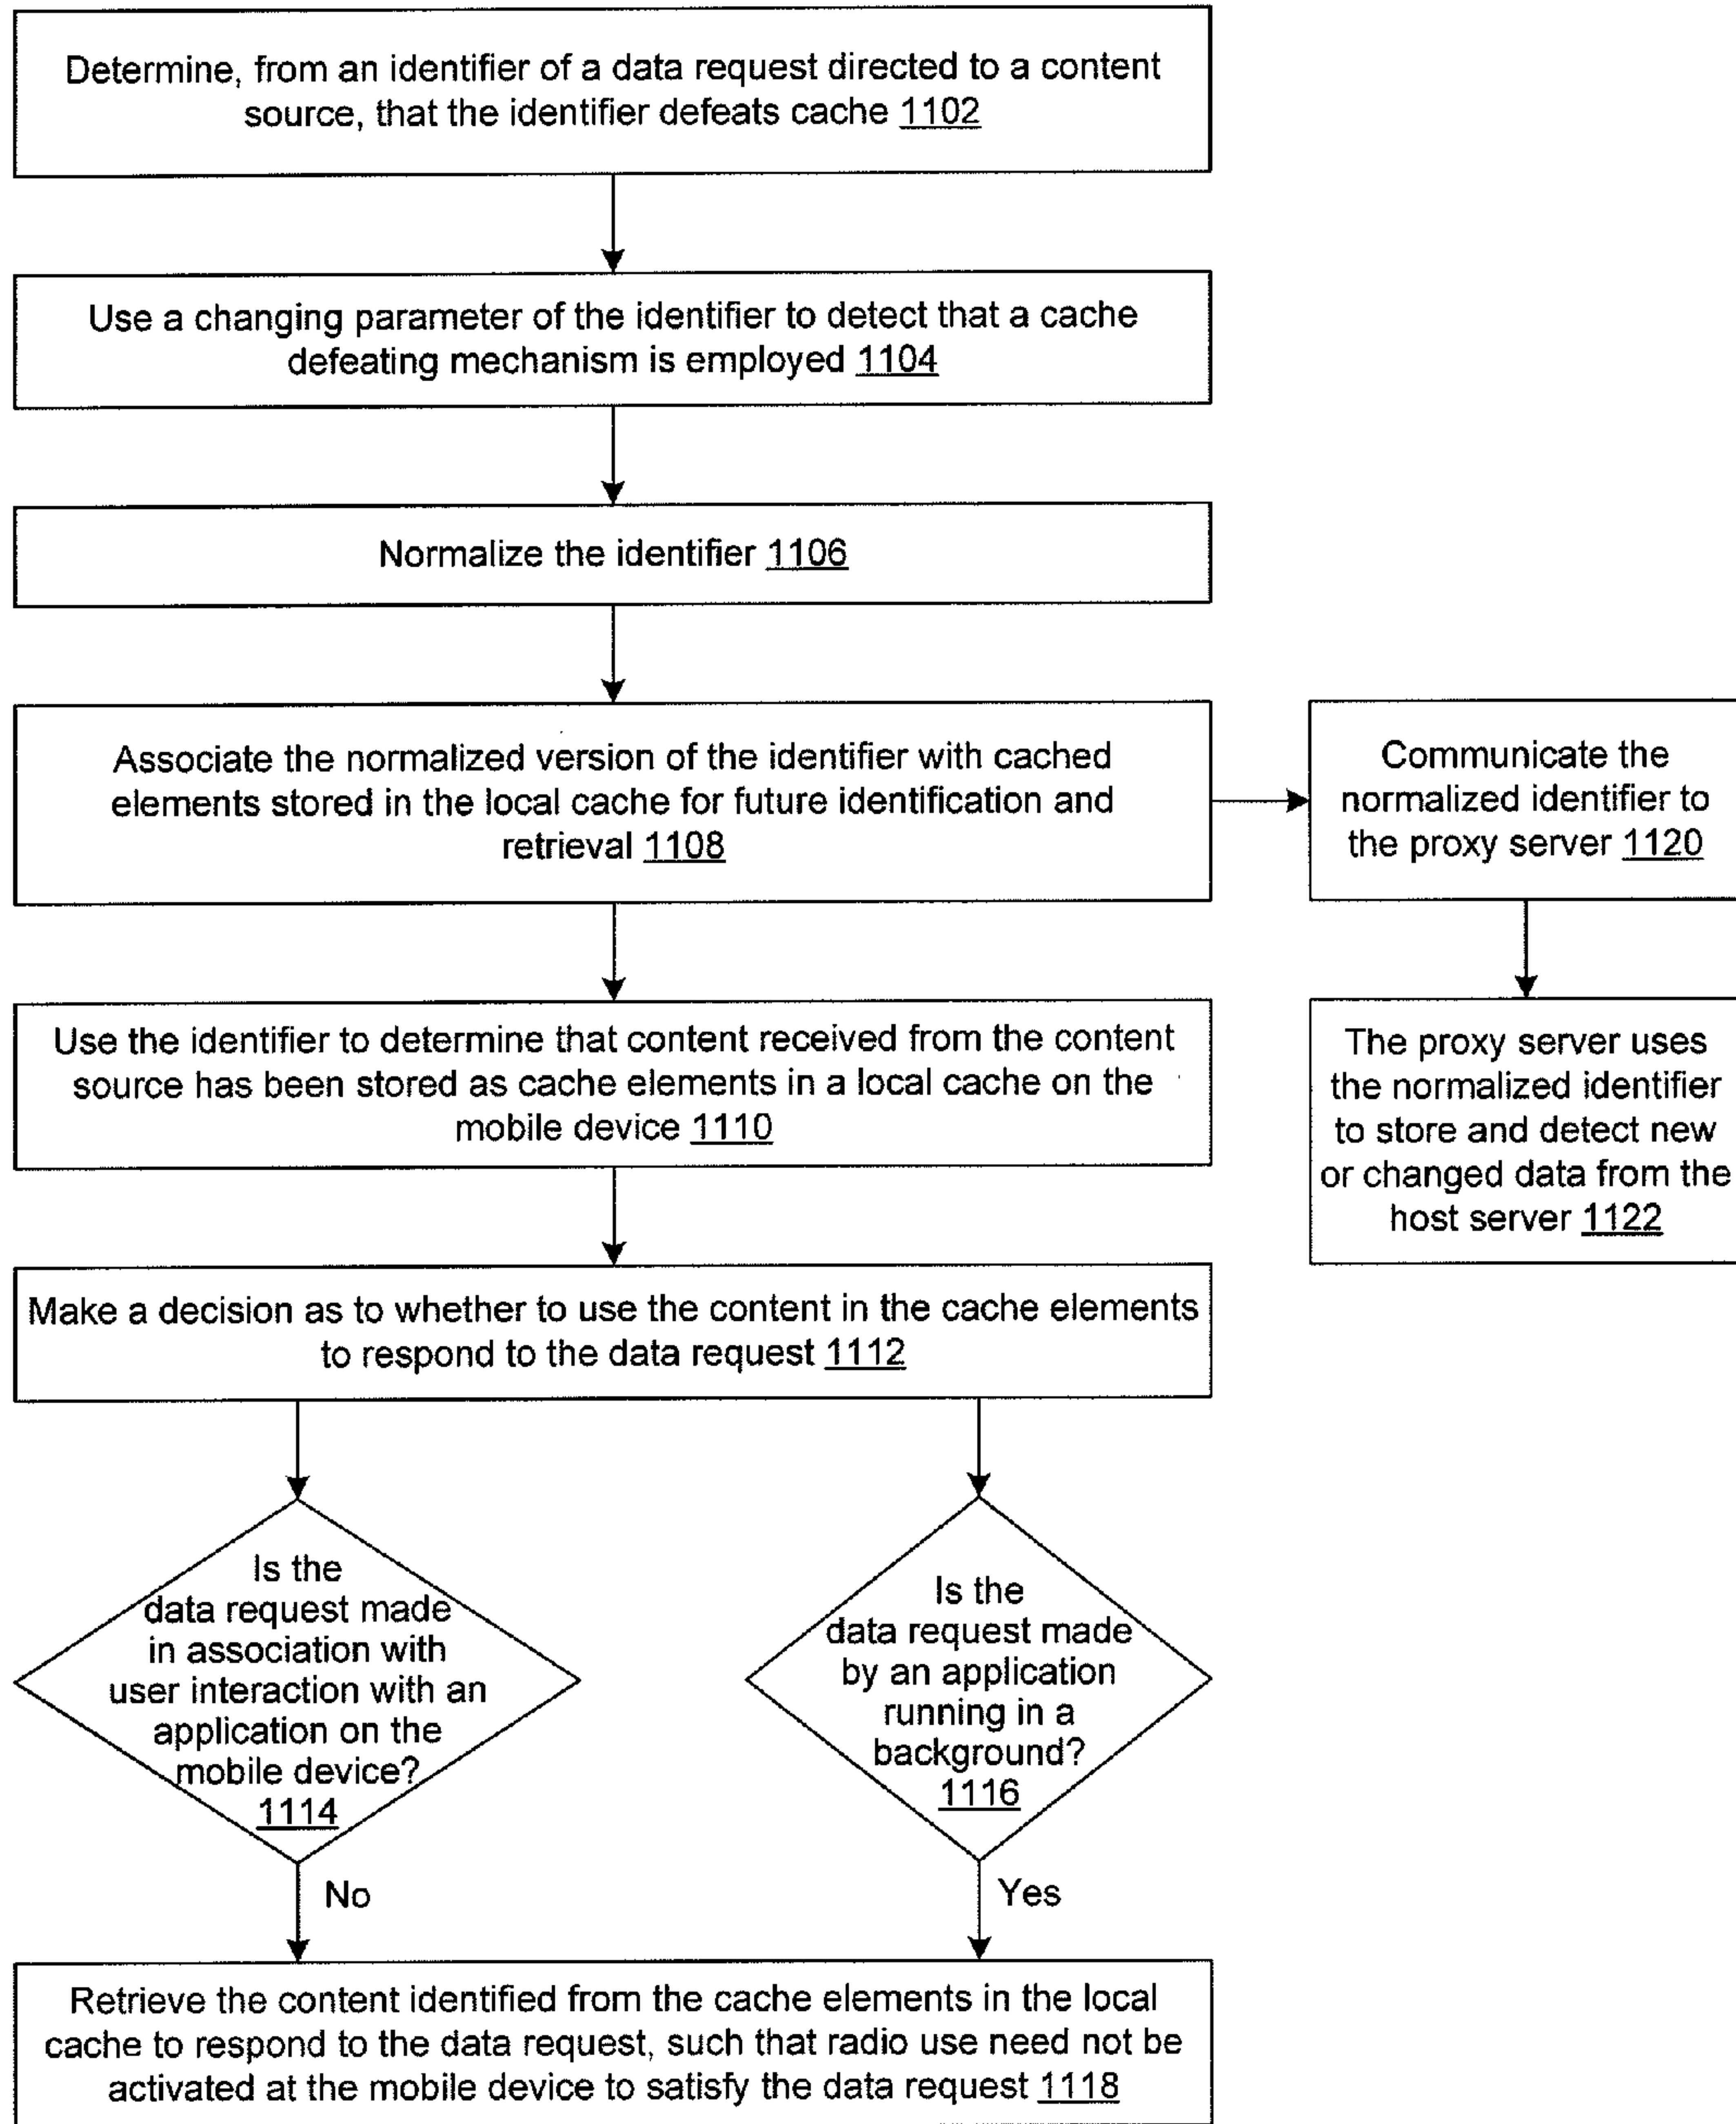 Determine, from an identifier of a data request directed to a content
source, that the identifier defeats cache 1102
Use a changing parameter of the identifier to detect that a cache
defeating mechanism is employed 1104
Normalize the identifier 1106
Associate the normalized version of the identifier with cached
elements stored in the local cache for future identification and
retrieval 1108
Communicate the
normalized identifier to
the proxy server 1120
Use the identifier to determine that content received from the content
source has been stored as cache elements in a local cache on the
mobile device 1110
The proxy server uses
the normalized identifier
to store and detect new
or changed data from the
host server 1122
Make a decision as to whether to use the content in the cache elements
to respond to the data request 1112
Is the
data request made
in association with
user interaction with an
application on the
mobile device?
1114
Is the
data request made
by an application
running in a
background?
1116
No
Yes
Retrieve the content identified from the cache elements in the local
cache to respond to the data request, such that radio use need not be
activated at the mobile device to satisfy the data request 1118